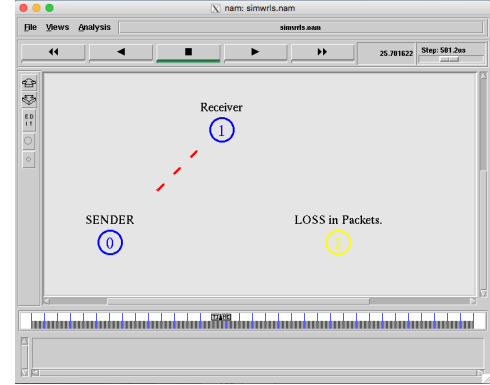 nam: simwrls.nam
File Views Analysis simwrls.nam
25.701622 Step: 501.2us
E D
I T
Receiver
1
SENDER
LOSS in Packets.
0
2
TIME